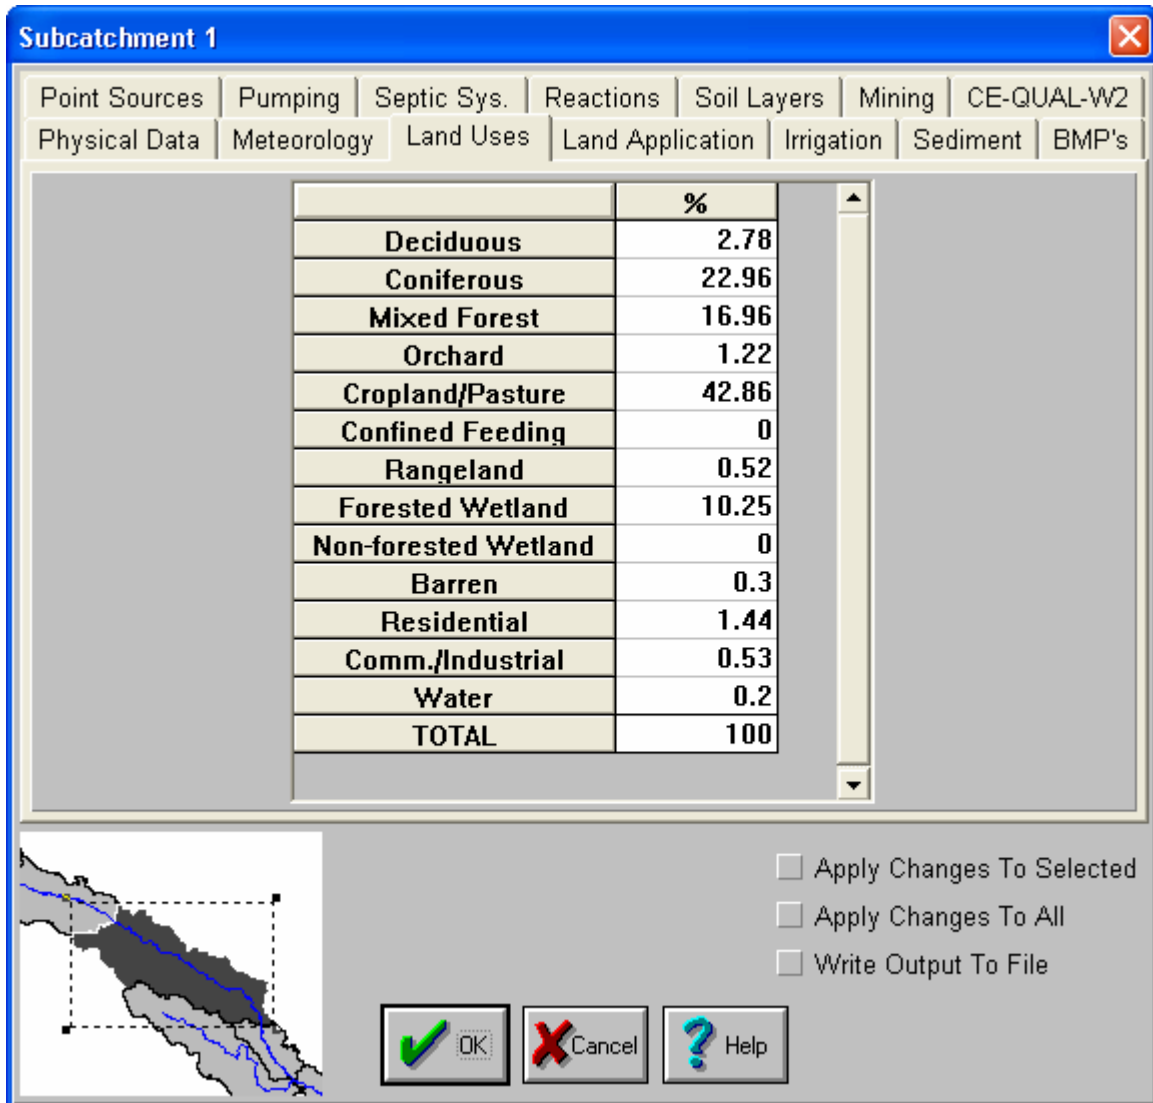 Subcatchment 1
Point Sources Pumping Septic Sys. Reactions Soil Layers Mining CE-QUAL-W2
Physical Data Meteorology Land Uses Land Application Irrigation Sediment BMP's
%
Deciduous 2.78
Coniferous 22.96
Mixed Forest 16.96
Orchard 1.22
Cropland/Pasture 42.86
Confined Feeding 0
Rangeland 0.52
Forested Wetland 10.25
Non-forested Wetland 0
Barren 0.3
Residential 1.44
Comm./Industrial 0.53
Water 0.2
TOTAL 100
Apply Changes To Selected
Apply Changes To All
Write Output To File
OK Cancel Help